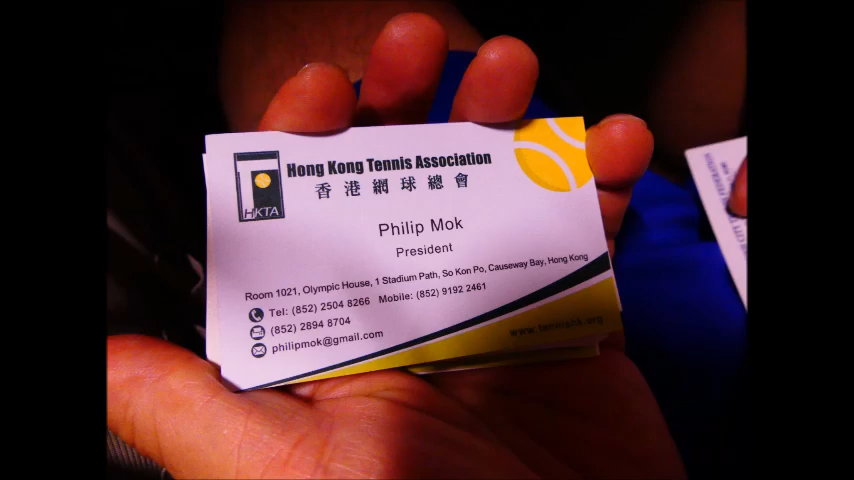 Hong Kong Tennis Association
香港網球總會
HKTA
Philip Mok
President
Room 1021, Olympic House, 1 Stadium Path, So Kon Po, Causeway Bay, Hong Kong
Tel: (852) 2504 8266 Mobile: (852) 9192 2461
(852) 2894 8704
philipmok@gmail.com
www.tennishk.org